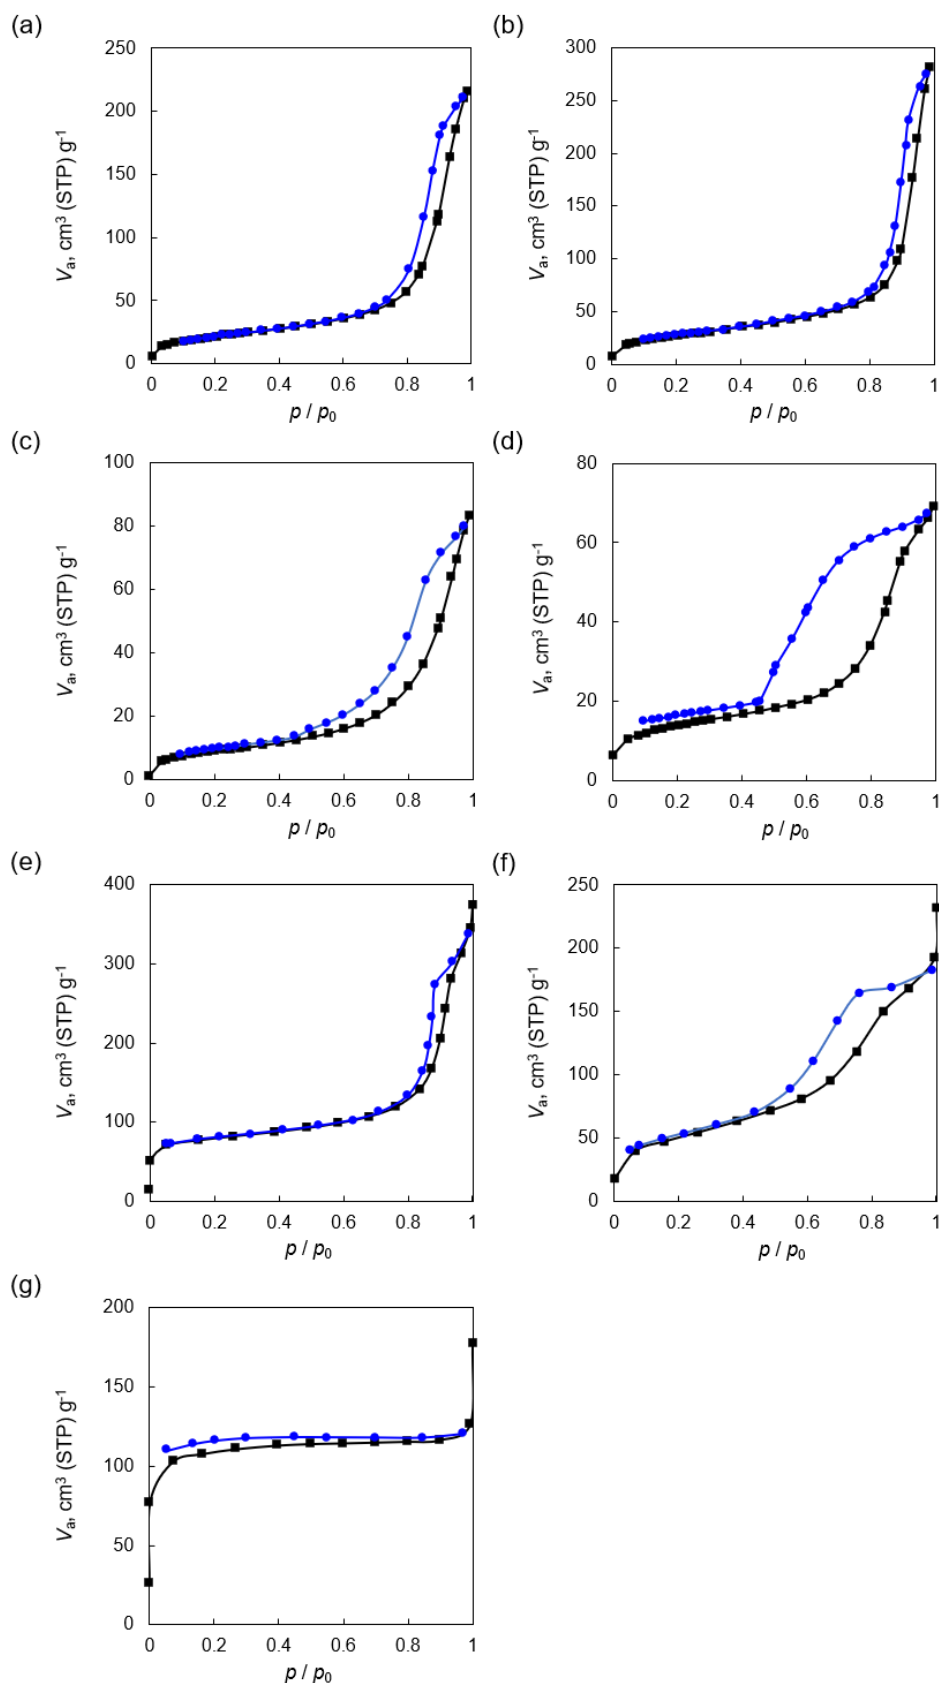 (a)
250
200
150
100
50
0
Vₐ, cm³ (STP) g⁻¹
0 0.2 0.4 0.6 0.8 1
p / p₀
(b)
300
250
200
150
100
50
0
Vₐ, cm³ (STP) g⁻¹
0 0.2 0.4 0.6 0.8 1
p / p₀
(c)
100
80
60
40
20
0
Vₐ, cm³ (STP) g⁻¹
0 0.2 0.4 0.6 0.8 1
p / p₀
(d)
80
60
40
20
0
Vₐ, cm³ (STP) g⁻¹
0 0.2 0.4 0.6 0.8 1
p / p₀
(e)
400
300
200
100
0
Vₐ, cm³ (STP) g⁻¹
0 0.2 0.4 0.6 0.8 1
p / p₀
(f)
250
200
150
100
50
0
Vₐ, cm³ (STP) g⁻¹
0 0.2 0.4 0.6 0.8 1
p / p₀
(g)
200
150
100
50
0
Vₐ, cm³ (STP) g⁻¹
0 0.2 0.4 0.6 0.8 1
p / p₀